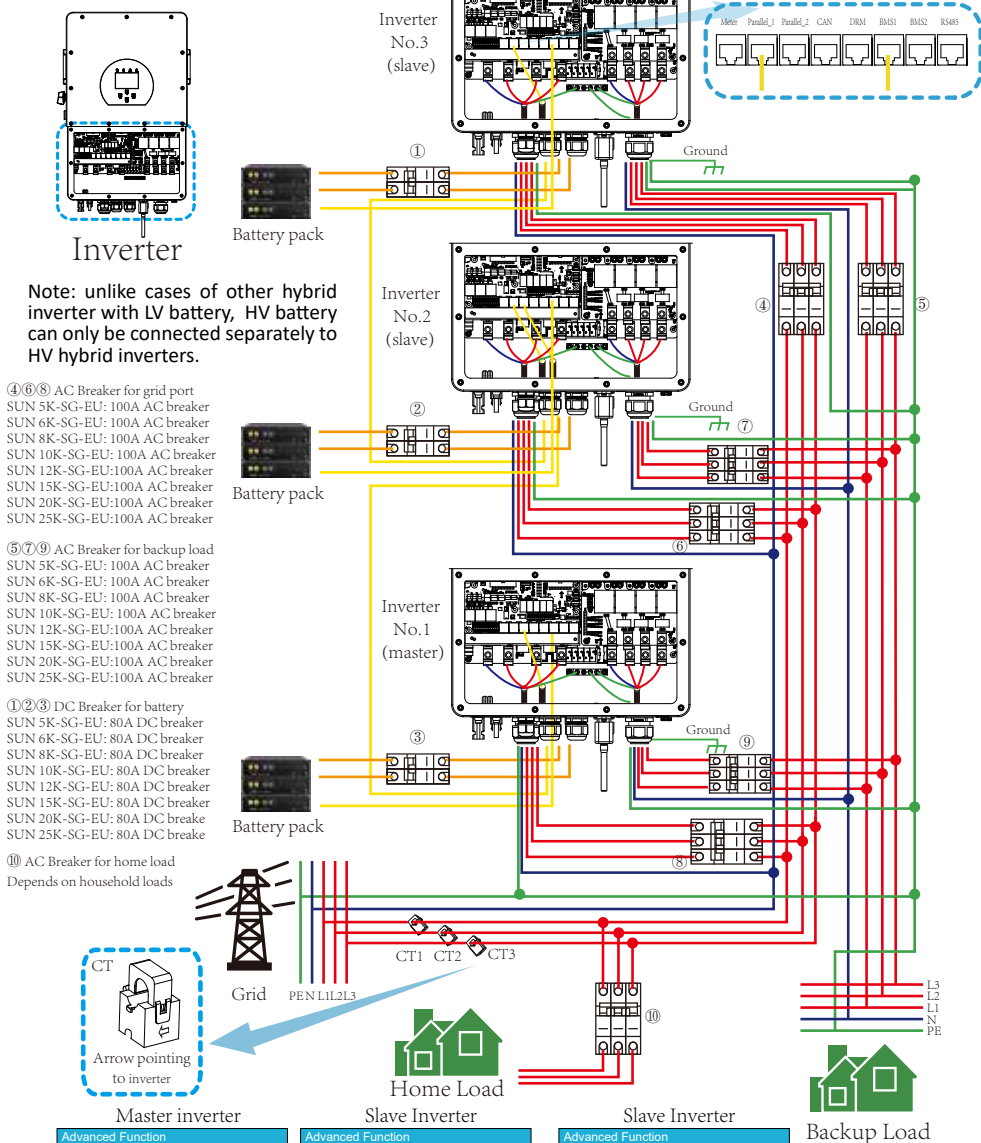 Inverter
No.3
(slave)
Meter Parallel_1 Parallel_2 CAN DRM BMS1 BMS2 RS485
①
Ground
Battery pack
Inverter
Note: unlike cases of other hybrid
inverter with LV battery, HV battery
can only be connected separately to
HV hybrid inverters.
Inverter
No.2
(slave)
④
⑤
④⑥⑧ AC Breaker for grid port
SUN 5K-SG-EU: 100A AC breaker
SUN 6K-SG-EU: 100A AC breaker
SUN 8K-SG-EU: 100A AC breaker
SUN 10K-SG-EU: 100A AC breaker
SUN 12K-SG-EU:100A AC breaker
SUN 15K-SG-EU:100A AC breaker
SUN 20K-SG-EU:100A AC breaker
SUN 25K-SG-EU:100A AC breaker
②
Ground
⑦
Battery pack
⑥
⑤⑦⑨ AC Breaker for backup load
SUN 5K-SG-EU: 100A AC breaker
SUN 6K-SG-EU: 100A AC breaker
SUN 8K-SG-EU: 100A AC breaker
SUN 10K-SG-EU: 100A AC breaker
SUN 12K-SG-EU:100A AC breaker
SUN 15K-SG-EU:100A AC breaker
SUN 20K-SG-EU:100A AC breaker
SUN 25K-SG-EU:100A AC breaker
Inverter
No.1
(master)
①②③ DC Breaker for battery
SUN 5K-SG-EU: 80A DC breaker
SUN 6K-SG-EU: 80A DC breaker
SUN 8K-SG-EU: 80A DC breaker
SUN 10K-SG-EU: 80A DC breaker
SUN 12K-SG-EU: 80A DC breaker
SUN 15K-SG-EU: 80A DC breaker
SUN 20K-SG-EU: 80A DC breake
SUN 25K-SG-EU: 80A DC breake
③
Ground
⑨
Battery pack
⑧
⑩ AC Breaker for home load
Depends on household loads
CT1 CT2 CT3
CT
Arrow pointing
to inverter
Grid
PE N L1L2L3
⑩
Home Load
L3
L2
L1
N
PE
Backup Load
Master inverter
Slave Inverter
Slave Inverter
Advanced Function
Advanced Function
Advanced Function